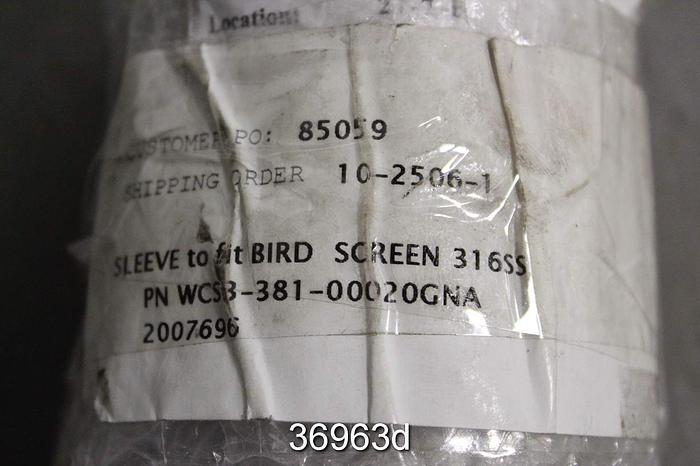 Location:
CUSTOMER PO: 85059
SHIPPING ORDER 10-2506-1
SLEEVE to fit BIRD SCREEN 316SS
PN WCS3-381-00020GNA
2007696
36963d